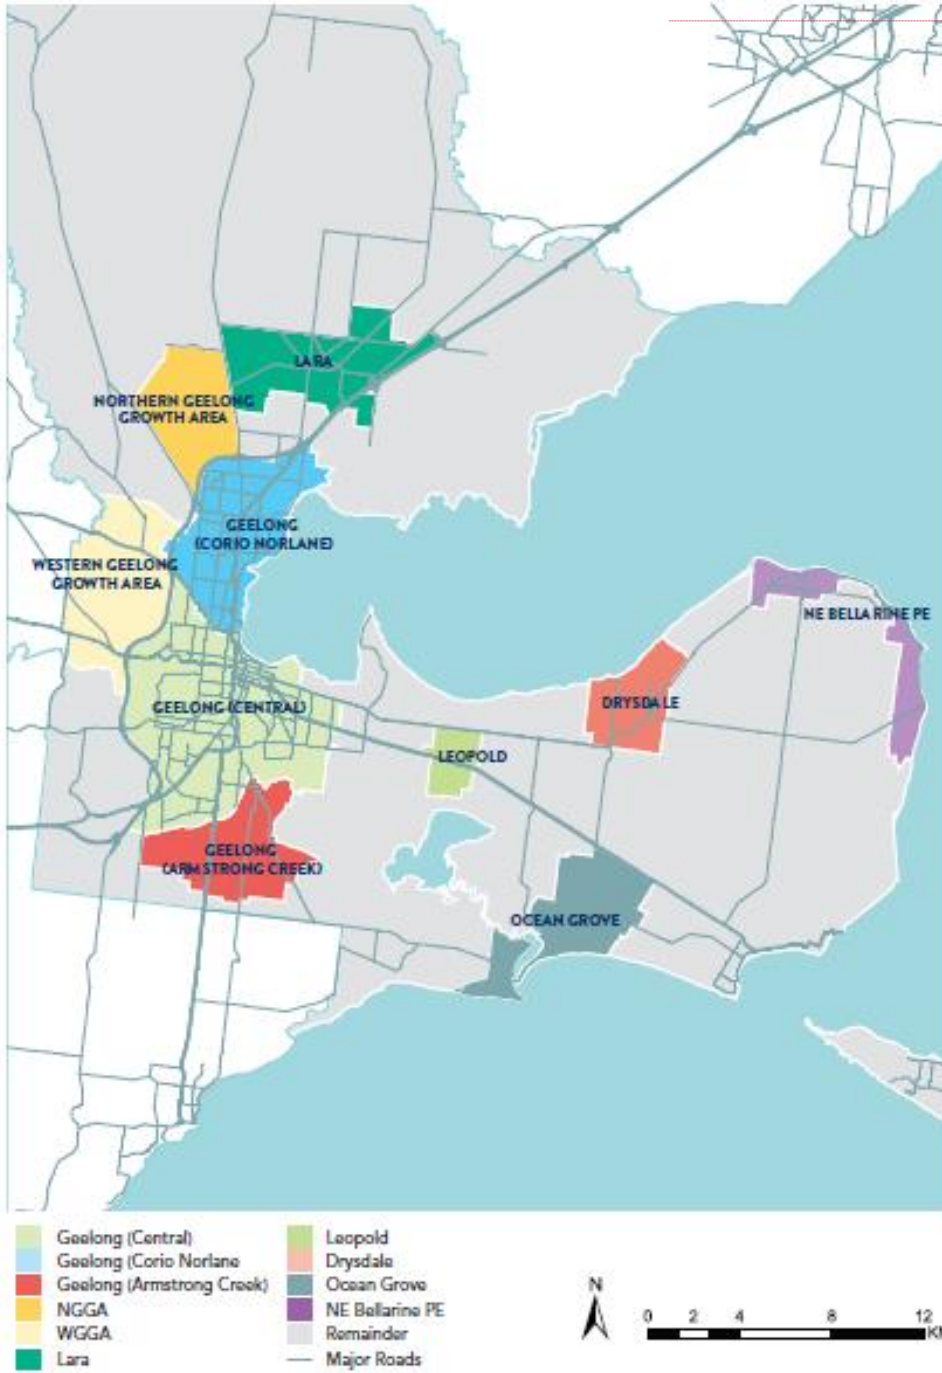 LARA
NORTHERN GEELONG
GROWTH AREA
GEELONG
(CORIO NORLANE)
WESTERN GEELONG
GROWTH AREA
NE BELLARINE PE
DRYSDALE
GEELONG (CENTRAL)
LEOPOLD
GEELONG
(ARMSTRONG CREEK)
OCEAN GROVE
Geelong (Central)
Geelong (Corio Norlane
Geelong (Armstrong Creek)
NGGA
WGGA
Lara
Leopold
Drysdale
Ocean Grove
NE Bellarine PE
Remainder
Major Roads
N
0 2 4 8 12
KM